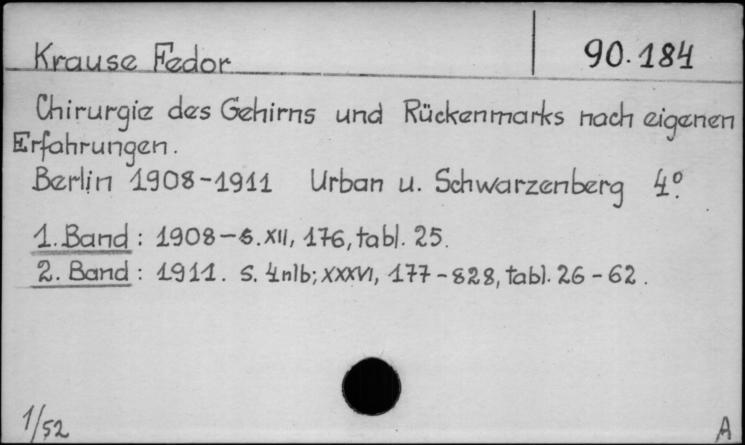 Krause Fedor
90.184
Chirurgie des Gehirns und Rückenmarks nach eigenen
Erfahrungen.
Berlin 1908-1911 Urban u. Schwarzenberg 4º.
1. Band : 1908 – S. XII, 176, tabl. 25.
2. Band : 1911. S. 4nlb; XXXVI, 177-828, tabl. 26-62.
1/52
A